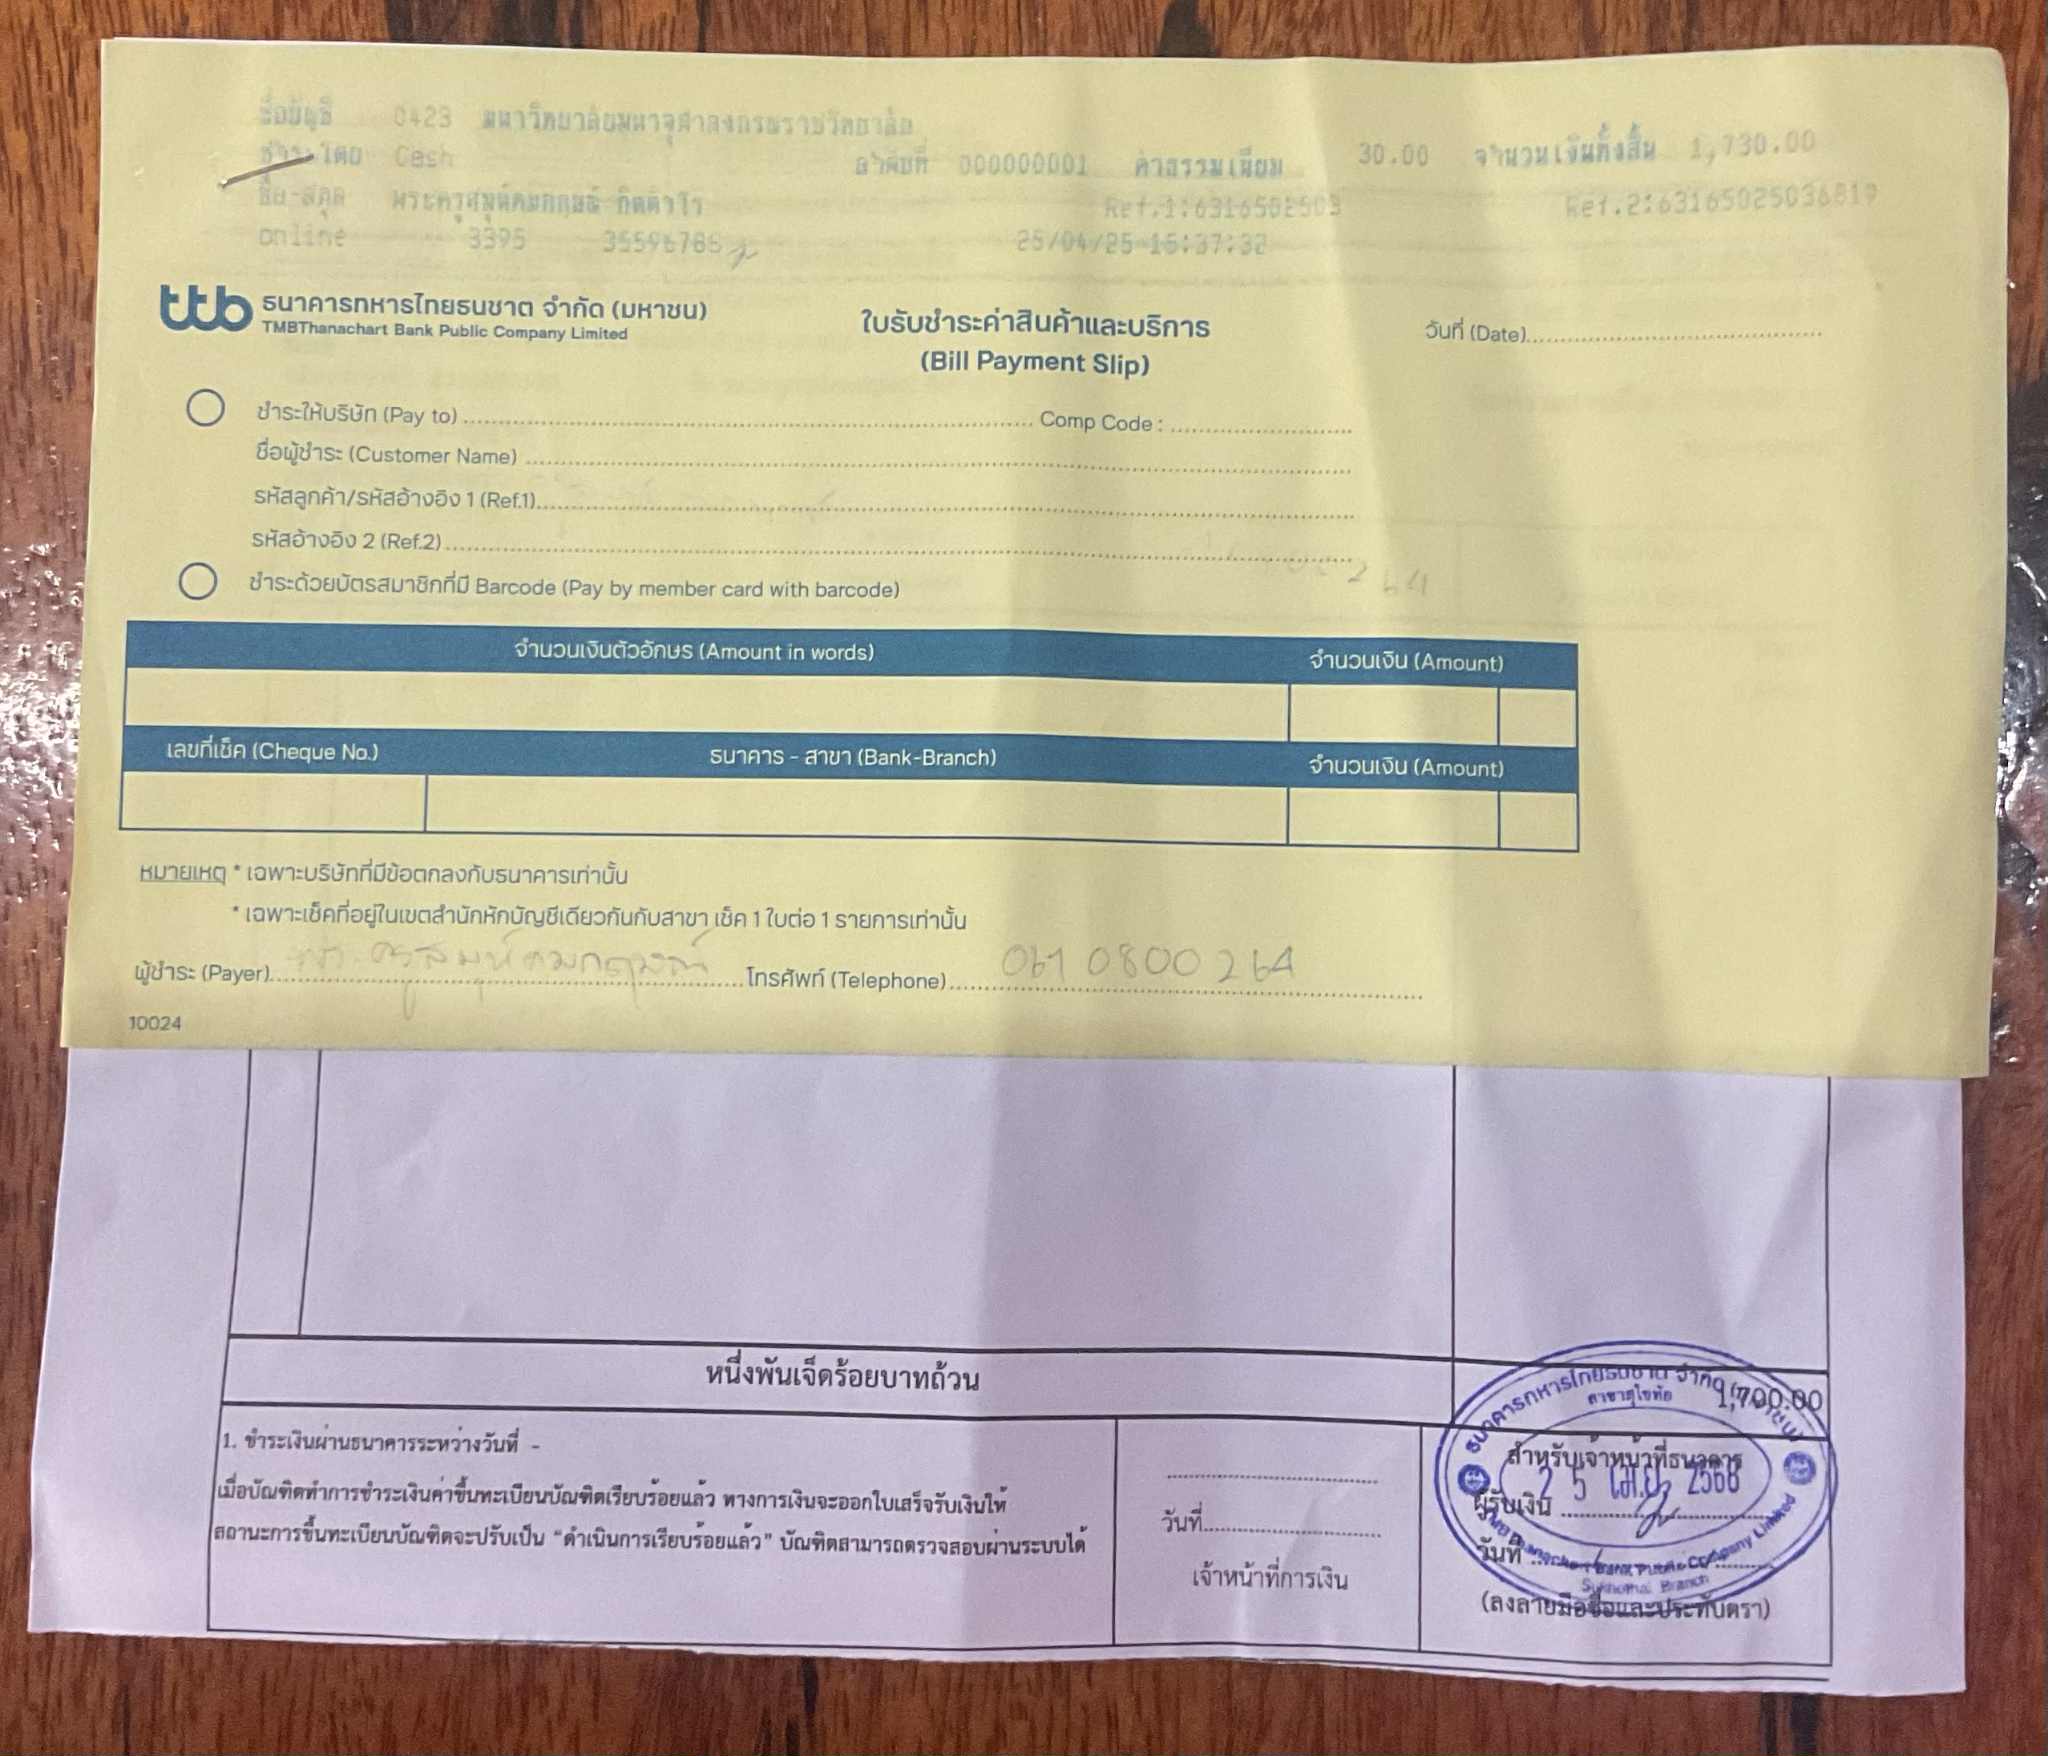 ชื่อบัญชี 0423 มหาวิทยาลัยมหาจุฬาลงกรณราชวิทยาลัย
ชำระโดย Cash ลำดับที่ 000000001 ค่าธรรมเนียม 30.00 จำนวนเงินทั้งสิ้น 1,730.00
ชื่อ-สกุล Ref.1:6316502503 Ref.2:63165025036819
online 3395 25/04/25 15:37:32
ttb ธนาคารทหารไทยธนชาต จำกัด (มหาชน)
TMBThanachart Bank Public Company Limited
ใบรับชำระค่าสินค้าและบริการ
(Bill Payment Slip)
วันที่ (Date)
ชำระให้บริษัท (Pay to) Comp Code :
ชื่อผู้ชำระ (Customer Name)
รหัสลูกค้า/รหัสอ้างอิง 1 (Ref.1)
รหัสอ้างอิง 2 (Ref.2)
ชำระด้วยบัตรสมาชิกที่มี Barcode (Pay by member card with barcode)
จำนวนเงินตัวอักษร (Amount in words) จำนวนเงิน (Amount)
เลขที่เช็ค (Cheque No.) ธนาคาร - สาขา (Bank-Branch) จำนวนเงิน (Amount)
หมายเหตุ * เฉพาะบริษัทที่มีข้อตกลงกับธนาคารเท่านั้น
* เฉพาะเช็คที่อยู่ในเขตสำนักหักบัญชีเดียวกันกับสาขา เช็ค 1 ใบต่อ 1 รายการเท่านั้น
ผู้ชำระ (Payer) โทรศัพท์ (Telephone) 0610800264
10024
หนึ่งพันเจ็ดร้อยบาทถ้วน 1,700.00
1. ชำระเงินผ่านธนาคารระหว่างวันที่ -
เมื่อบัณฑิตทำการชำระเงินค่าขึ้นทะเบียนบัณฑิตเรียบร้อยแล้ว ทางการเงินจะออกใบเสร็จรับเงินให้
สถานะการขึ้นทะเบียนบัณฑิตจะปรับเป็น “ดำเนินการเรียบร้อยแล้ว” บัณฑิตสามารถตรวจสอบผ่านระบบได้
วันที่
เจ้าหน้าที่การเงิน
สำหรับเจ้าหน้าที่ธนาคาร
ผู้รับเงิน
วันที่
(ลงลายมือชื่อและประทับตรา)
สาขาสุโขทัย
25 เม.ย. 2568
Sukhothai Branch